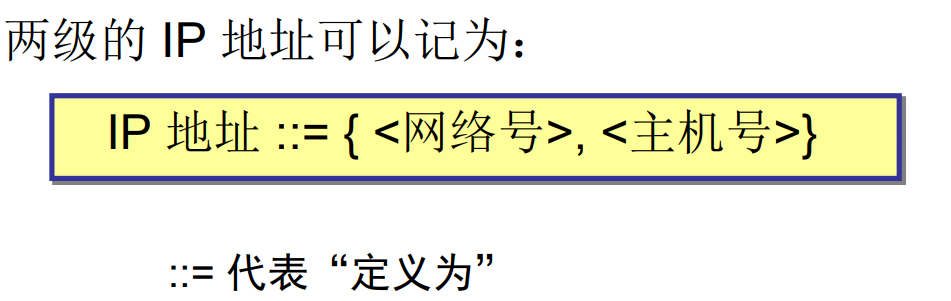 两级的 IP 地址可以记为：
IP 地址 ::= { <网络号>, <主机号>}
::= 代表“定义为”